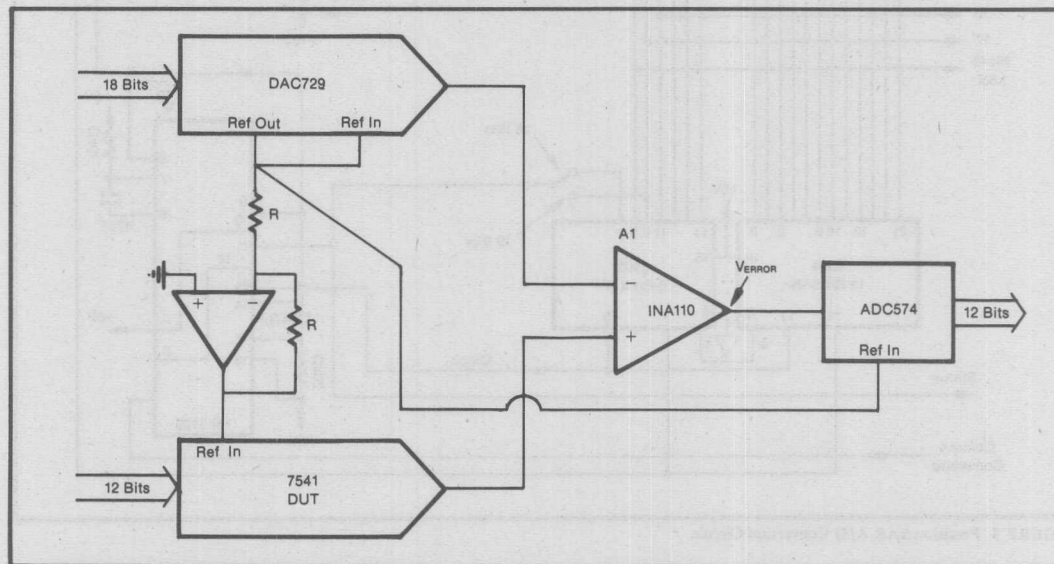 18 Bits
DAC729
Ref Out
Ref In
R
R
+
−
A1
VERROR
INA110
+
ADC574
Ref In
12 Bits
Ref In
12 Bits
7541
DUT